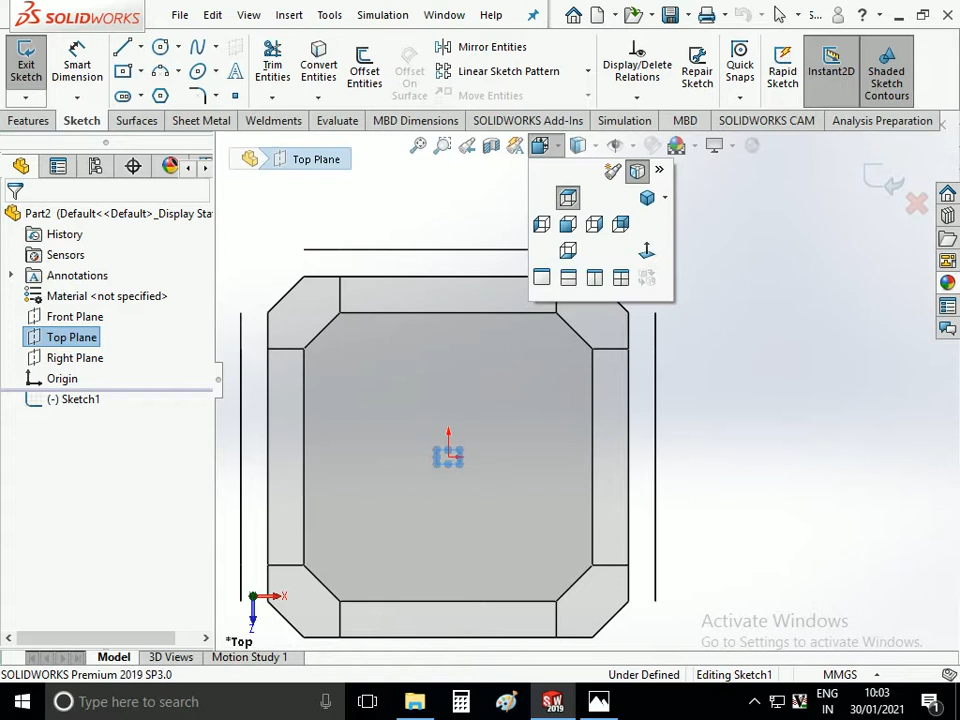 SOLIDWORKS
File Edit View Insert Tools Simulation Window Help
S...
Exit Sketch
Smart Dimension
Trim Entities
Convert Entities
Offset Entities
Offset On Surface
Mirror Entities
Linear Sketch Pattern
Move Entities
Display/Delete Relations
Repair Sketch
Quick Snaps
Rapid Sketch
Instant2D
Shaded Sketch Contours
Features Sketch Surfaces Sheet Metal Weldments Evaluate MBD Dimensions SOLIDWORKS Add-Ins Simulation MBD SOLIDWORKS CAM Analysis Preparation
Top Plane
Part2 (Default<<Default>_Display Sta
History
Sensors
Annotations
Material <not specified>
Front Plane
Top Plane
Right Plane
Origin
(-) Sketch1
X
Z
*Top
Activate Windows
Go to Settings to activate Windows.
Model 3D Views Motion Study 1
SOLIDWORKS Premium 2019 SP3.0 Under Defined Editing Sketch1 MMGS
Type here to search
SW 2019
ENG
IN
10:03
30/01/2021
1